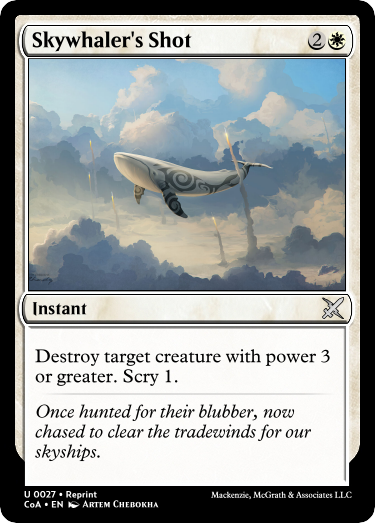 Skywhaler's Shot 2
Instant
Destroy target creature with power 3
or greater. Scry 1.
Once hunted for their blubber, now
chased to clear the tradewinds for our
skyships.
U 0027 • Reprint
CoA • EN Artem Chebokha
Mackenzie, McGrath & Associates LLC